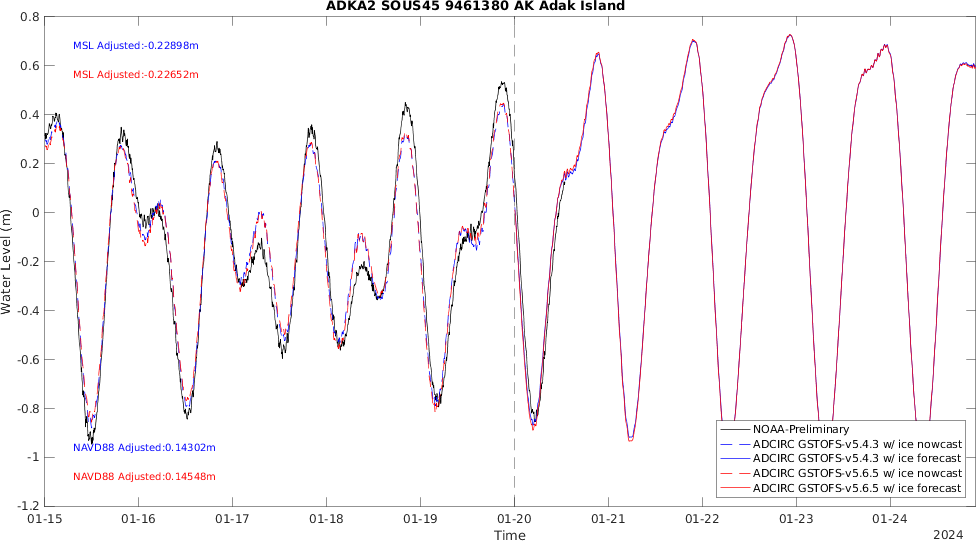 ADKA2 SOUS45 9461380 AK Adak Island
0.8
0.6
0.4
0.2
0
-0.2
-0.4
-0.6
-0.8
-1
-1.2
Water Level (m)
MSL Adjusted:-0.22898m
MSL Adjusted:-0.22652m
NAVD88 Adjusted:0.14302m
NAVD88 Adjusted:0.14548m
NOAA-Preliminary
ADCIRC GSTOFS-v5.4.3 w/ ice nowcast
ADCIRC GSTOFS-v5.4.3 w/ ice forecast
ADCIRC GSTOFS-v5.6.5 w/ ice nowcast
ADCIRC GSTOFS-v5.6.5 w/ ice forecast
01-15 01-16 01-17 01-18 01-19 01-20 01-21 01-22 01-23 01-24
Time
2024